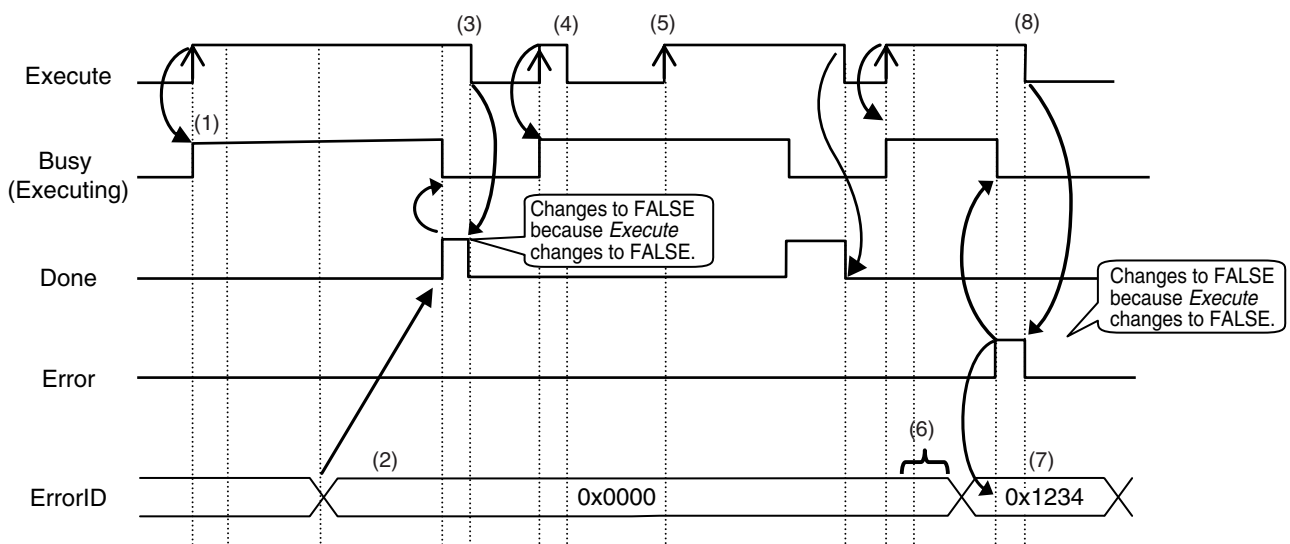 (3)
(4)
(5)
(8)
Execute
(1)
Busy
(Executing)
Changes to FALSE
because Execute
changes to FALSE.
Done
Changes to FALSE
because Execute
changes to FALSE.
Error
(6)
(2)
(7)
ErrorID
0x0000
0x1234